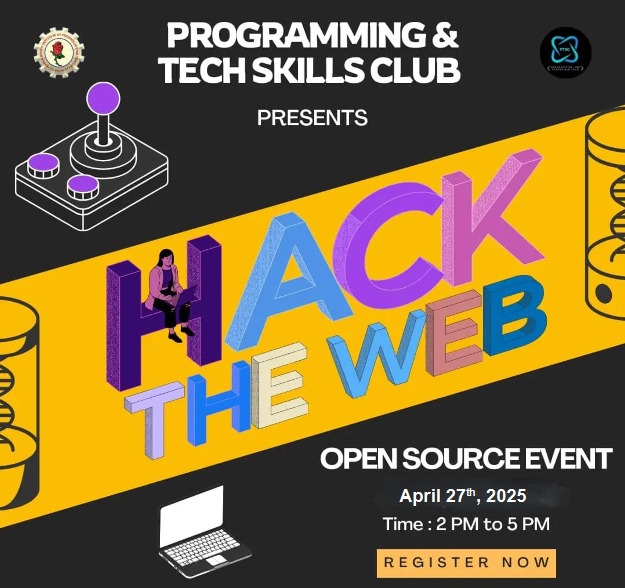 PROGRAMMING &
TECH SKILLS CLUB
PRESENTS
HACK
THE WEB
OPEN SOURCE EVENT
April 27th, 2025
Time : 2 PM to 5 PM
REGISTER NOW